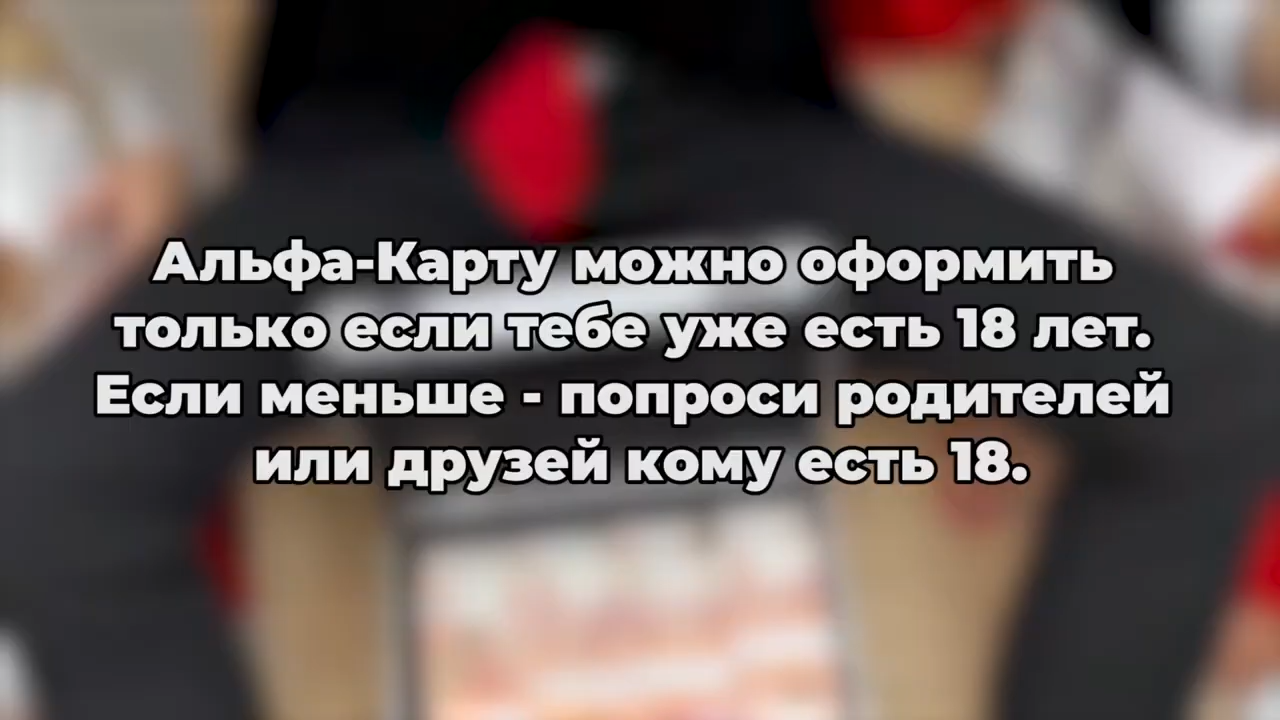 Альфа-Карту можно оформить
только если тебе уже есть 18 лет.
Если меньше - попроси родителей
или друзей кому есть 18.